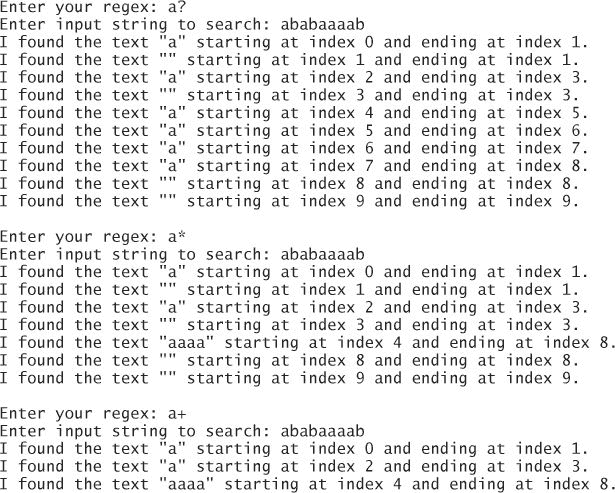 Enter your regex: a?
Enter input string to search: ababaaaab
I found the text "a" starting at index 0 and ending at index 1.
I found the text "" starting at index 1 and ending at index 1.
I found the text "a" starting at index 2 and ending at index 3.
I found the text "" starting at index 3 and ending at index 3.
I found the text "a" starting at index 4 and ending at index 5.
I found the text "a" starting at index 5 and ending at index 6.
I found the text "a" starting at index 6 and ending at index 7.
I found the text "a" starting at index 7 and ending at index 8.
I found the text "" starting at index 8 and ending at index 8.
I found the text "" starting at index 9 and ending at index 9.
Enter your regex: a*
Enter input string to search: ababaaaab
I found the text "a" starting at index 0 and ending at index 1.
I found the text "" starting at index 1 and ending at index 1.
I found the text "a" starting at index 2 and ending at index 3.
I found the text "" starting at index 3 and ending at index 3.
I found the text "aaaa" starting at index 4 and ending at index 8.
I found the text "" starting at index 8 and ending at index 8.
I found the text "" starting at index 9 and ending at index 9.
Enter your regex: a+
Enter input string to search: ababaaaab
I found the text "a" starting at index 0 and ending at index 1.
I found the text "a" starting at index 2 and ending at index 3.
I found the text "aaaa" starting at index 4 and ending at index 8.